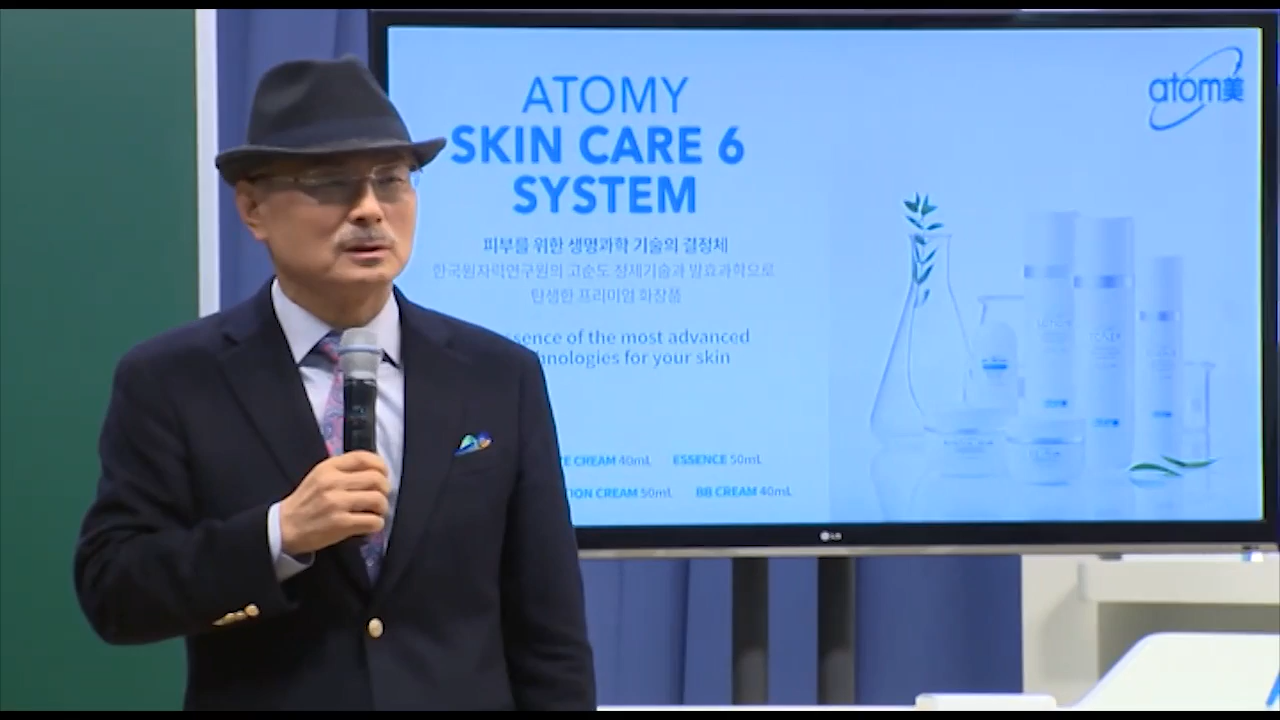 ATOMY
SKIN CARE 6
SYSTEM
atom美
피부를 위한 생명과학 기술의 결정체
한국원자력연구원의 고순도 정제기술과 발효과학으로
탄생한 프리미엄 화장품
of the most advanced
for your skin
CREAM 40mL ESSENCE 50mL
CREAM 50mL BB CREAM 40mL
LOTION
TONER
LG